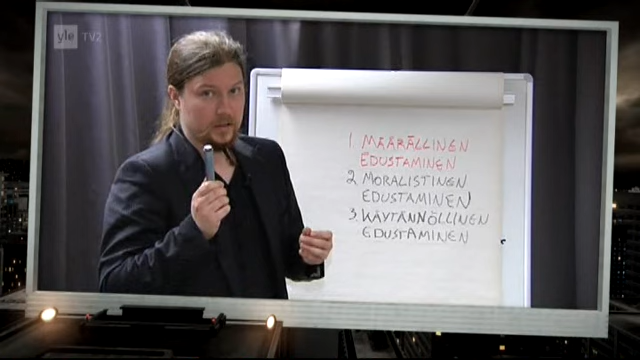 yle TV2
1. MÄÄRÄLLINEN
EDUSTAMINEN
2. MORALISTINEN
EDUSTAMINEN
3. KÄYTÄNNÖLLINEN
EDUSTAMINEN